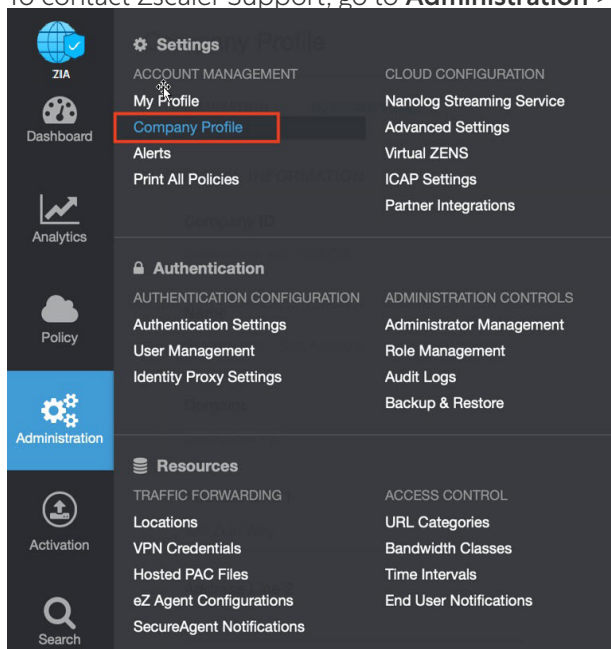 To contact Zscaler Support, go to Administration >
ZIA
Dashboard
Analytics
Policy
Administration
Activation
Search
Settings
ACCOUNT MANAGEMENT
My Profile
Company Profile
Alerts
Print All Policies
CLOUD CONFIGURATION
Nanolog Streaming Service
Advanced Settings
Virtual ZENS
ICAP Settings
Partner Integrations
Authentication
AUTHENTICATION CONFIGURATION
Authentication Settings
User Management
Identity Proxy Settings
ADMINISTRATION CONTROLS
Administrator Management
Role Management
Audit Logs
Backup & Restore
Resources
TRAFFIC FORWARDING
Locations
VPN Credentials
Hosted PAC Files
eZ Agent Configurations
SecureAgent Notifications
ACCESS CONTROL
URL Categories
Bandwidth Classes
Time Intervals
End User Notifications